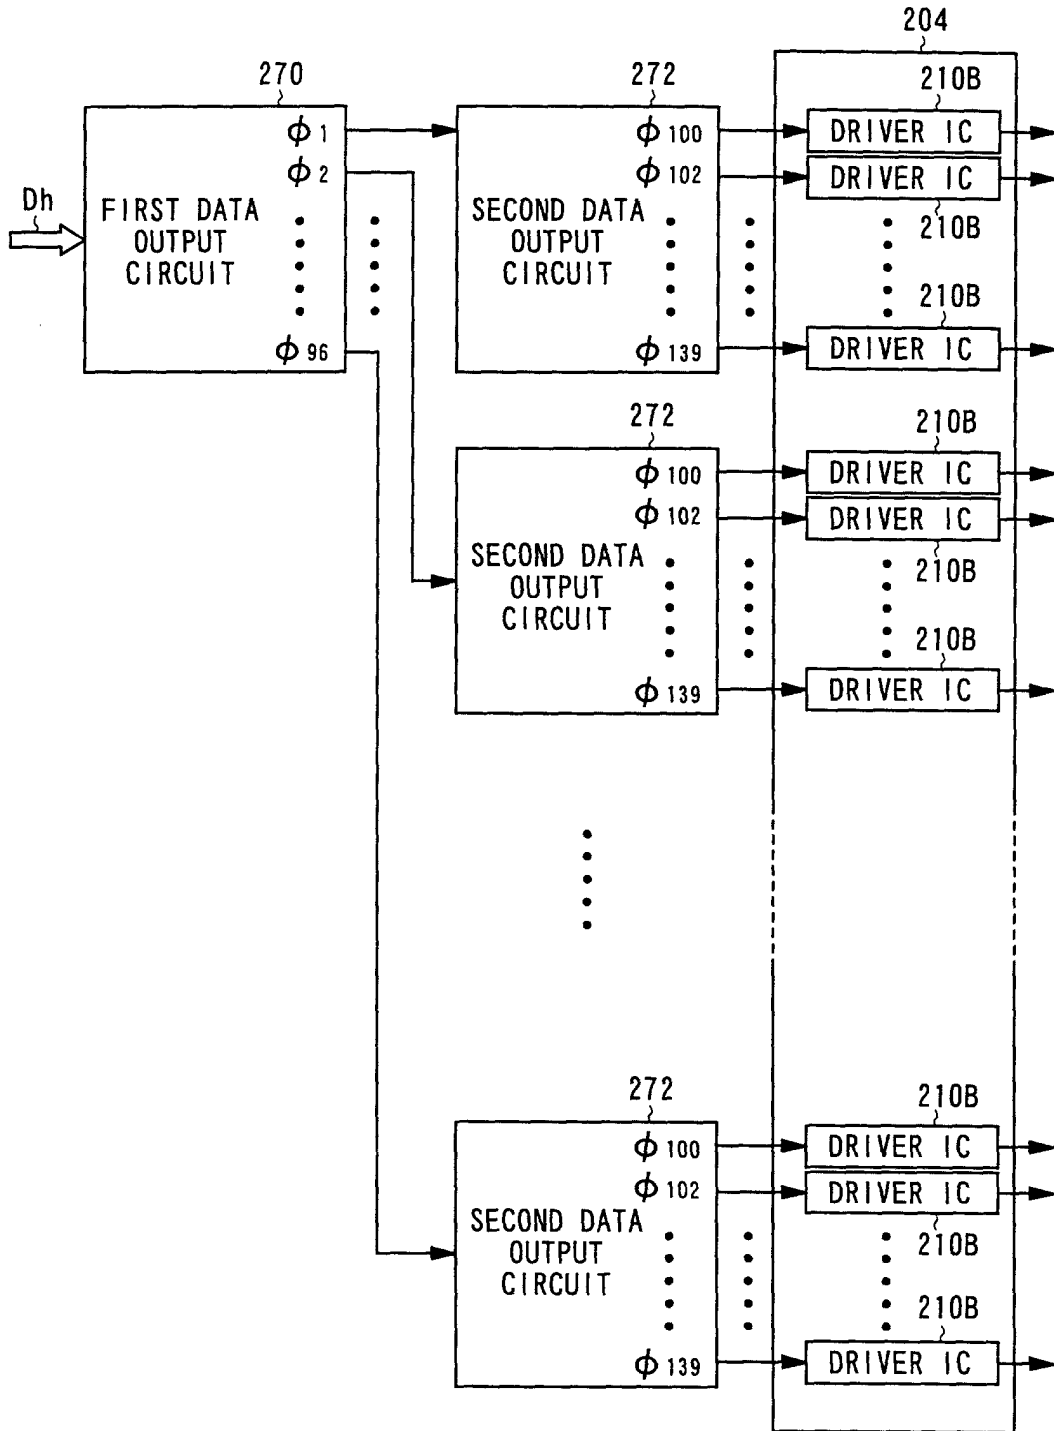 204
270
272
210B
ϕ 1
ϕ 100
DRIVER IC
ϕ 2
ϕ 102
DRIVER IC
Dh
FIRST DATA
OUTPUT
CIRCUIT
SECOND DATA
OUTPUT
CIRCUIT
210B
210B
ϕ 96
ϕ 139
DRIVER IC
272
210B
ϕ 100
DRIVER IC
ϕ 102
DRIVER IC
SECOND DATA
OUTPUT
CIRCUIT
210B
210B
ϕ 139
DRIVER IC
272
210B
ϕ 100
DRIVER IC
ϕ 102
DRIVER IC
SECOND DATA
OUTPUT
CIRCUIT
210B
210B
ϕ 139
DRIVER IC